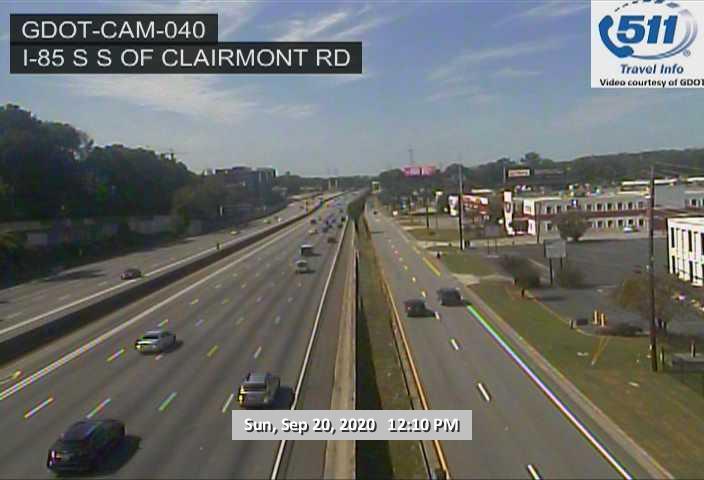 GDOT-CAM-040
I-85 S S OF CLAIRMONT RD
511
®
Travel Info
Video courtesy of GDOT
Sun, Sep 20, 2020 12:10 PM